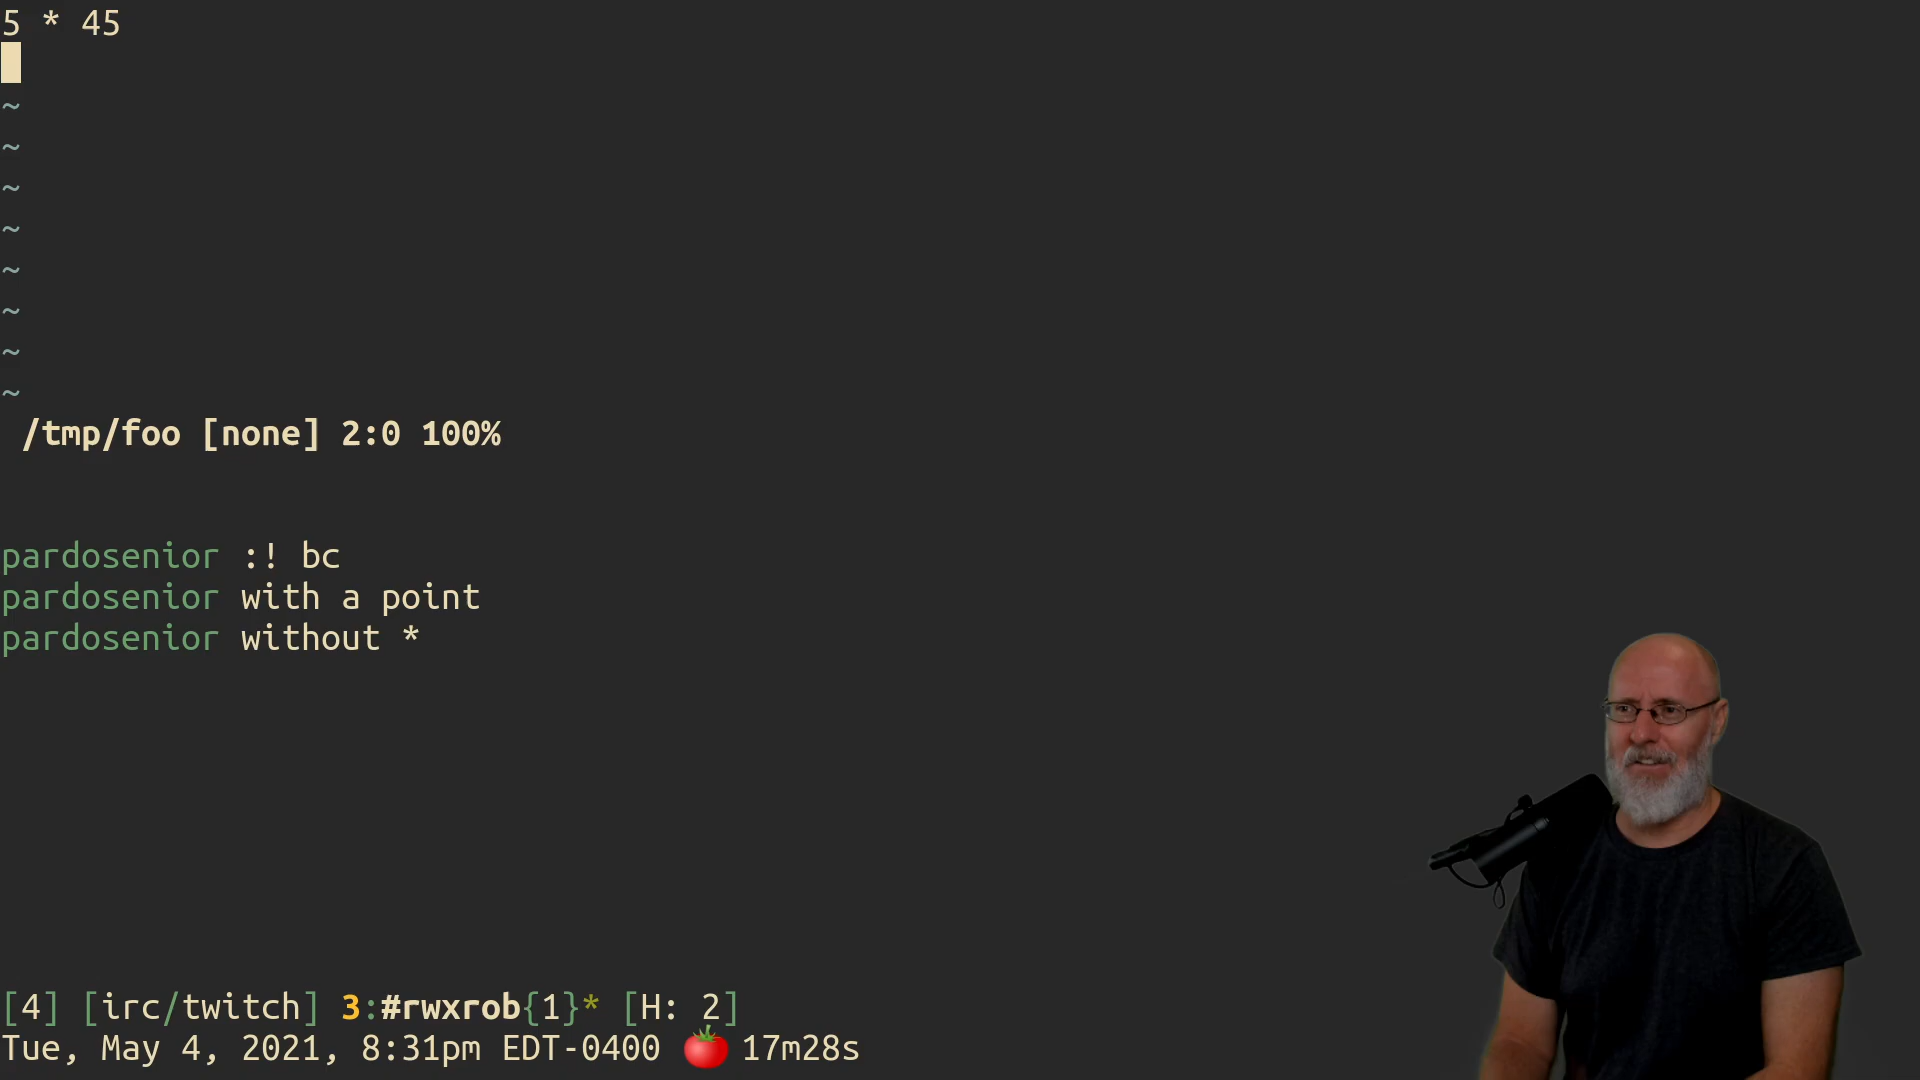 5 * 45
~
~
~
~
~
~
~
~
/tmp/foo [none] 2:0 100%
pardosenior :! bc
pardosenior with a point
pardosenior without *
[4] [irc/twitch] 3:#rwxrob{1}* [H: 2]
Tue, May 4, 2021, 8:31pm EDT-0400 🍅 17m28s